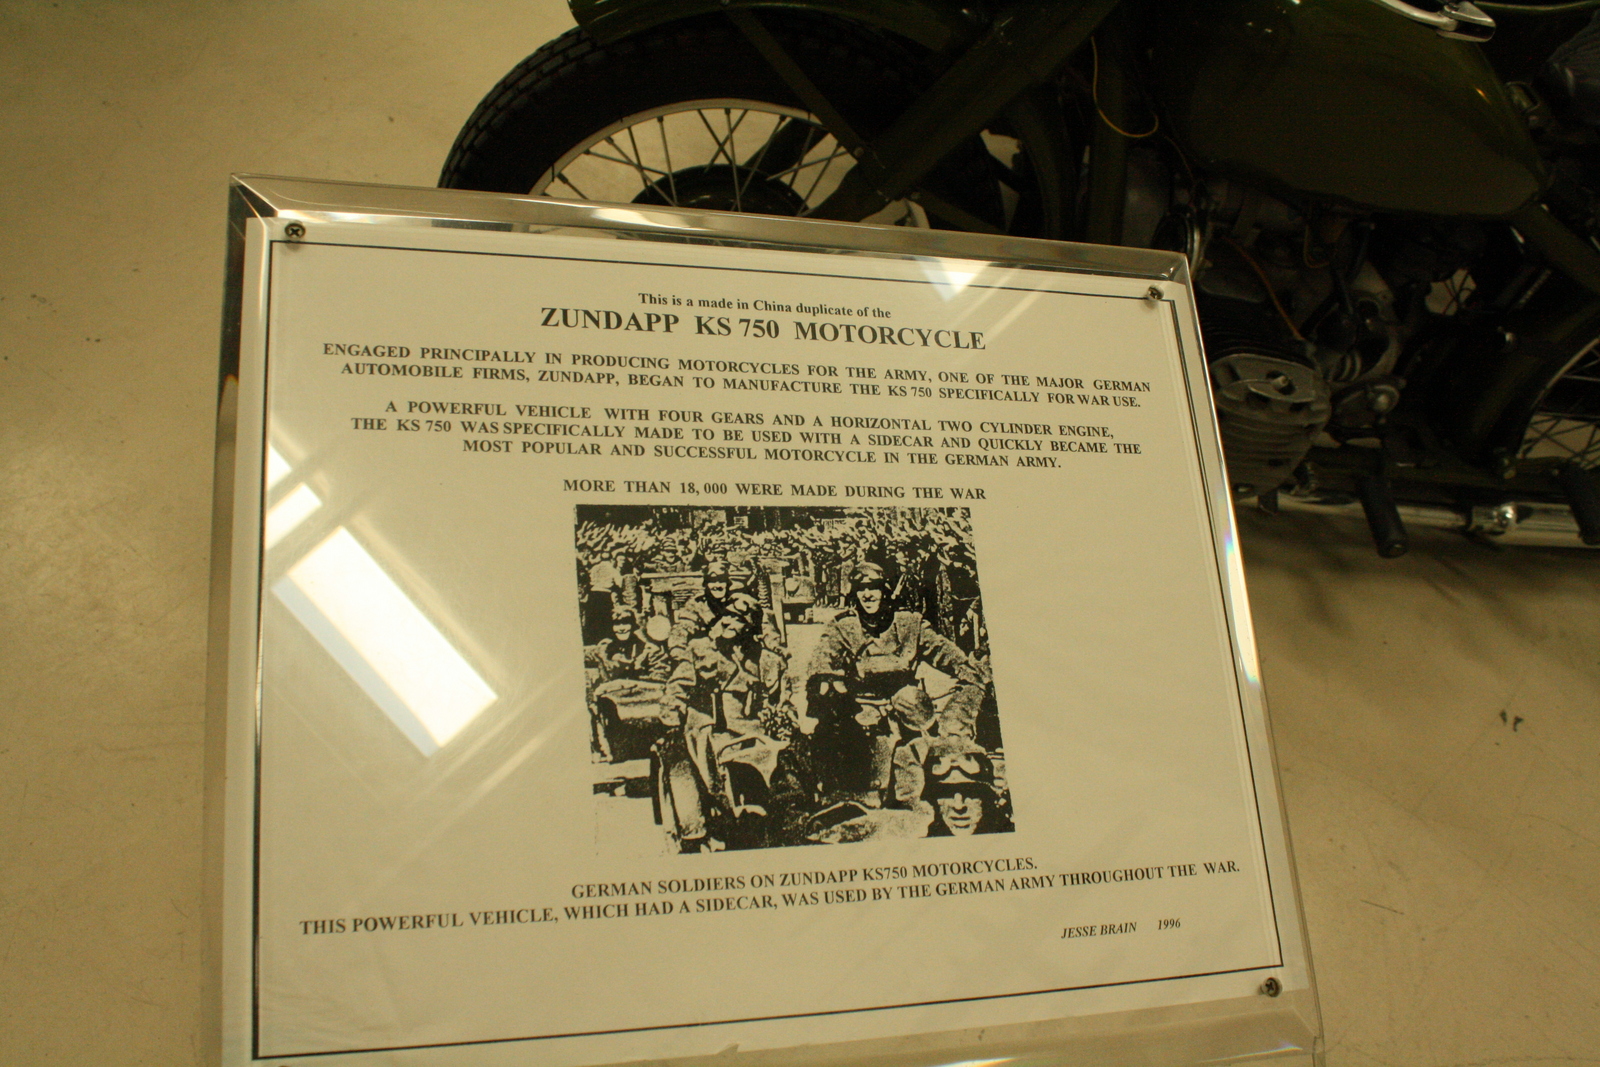 This is a made in China duplicate of the
ZUNDAPP KS 750 MOTORCYCLE
ENGAGED PRINCIPALLY IN PRODUCING MOTORCYCLES FOR THE ARMY, ONE OF THE MAJOR GERMAN
AUTOMOBILE FIRMS, ZUNDAPP, BEGAN TO MANUFACTURE THE KS 750 SPECIFICALLY FOR WAR USE.
A POWERFUL VEHICLE WITH FOUR GEARS AND A HORIZONTAL TWO CYLINDER ENGINE,
THE KS 750 WAS SPECIFICALLY MADE TO BE USED WITH A SIDECAR AND QUICKLY BECAME THE
MOST POPULAR AND SUCCESSFUL MOTORCYCLE IN THE GERMAN ARMY.
MORE THAN 18, 000 WERE MADE DURING THE WAR
GERMAN SOLDIERS ON ZUNDAPP KS750 MOTORCYCLES.
THIS POWERFUL VEHICLE, WHICH HAD A SIDECAR, WAS USED BY THE GERMAN ARMY THROUGHOUT THE WAR.
JESSE BRAIN 1996